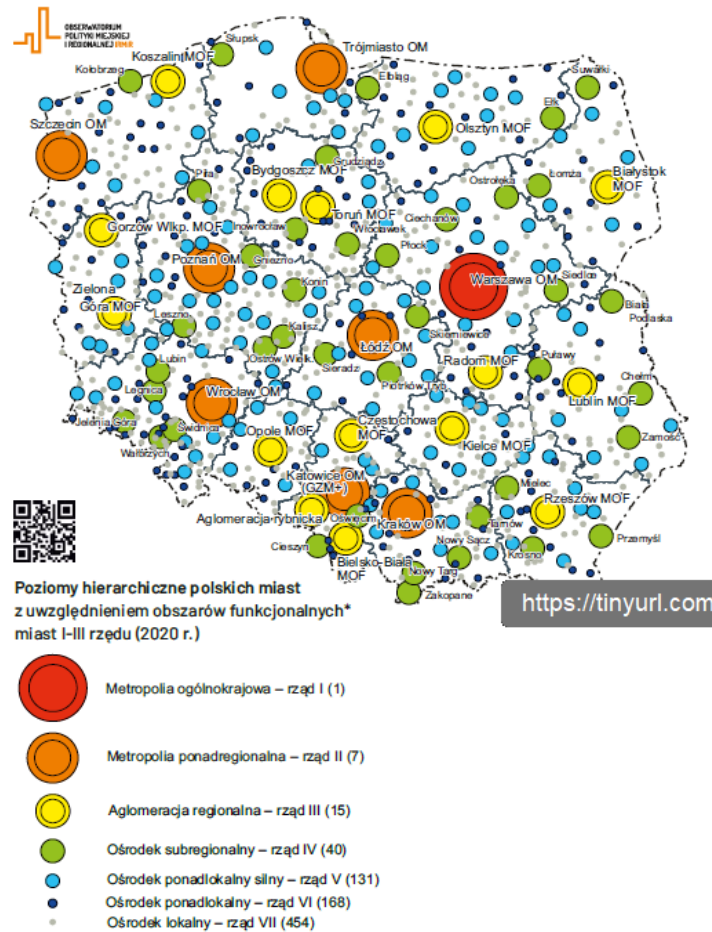 OBSERWATORIUM
POLITYKI MIEJSKIEJ
I REGIONALNEJ IRMiR
Słupsk
Trójmiasto OM
Koszalin MOF
Kołobrzeg
Elbląg
Suwałki
Ełk
Szczecin OM
Olsztyn MOF
Grudziądz
Piła
Bydgoszcz MOF
Ostrołęka
Łomża
Białystok
MOF
Toruń MOF
Gorzów Wlkp. MOF
Inowrocław
Włocławek
Ciechanów
Poznań OM
Gniezno
Płock
Siedlce
Warszawa OM
Zielona
Góra MOF
Konin
Biała
Podlaska
Leszno
Kalisz
Skierniewice
Łódź OM
Ostrów Wielk.
Sieradz
Radom MOF
Puławy
Lubin
Piotrków Tryb.
Chełm
Legnica
Wrocław OM
Lublin MOF
Jelenia Góra
Świdnica
Opole MOF
Częstochowa
MOF
Kielce MOF
Zamość
Wałbrzych
Katowice OM
(GZM+)
Mielec
Rzeszów MOF
Aglomeracja rybnicka
Oświęcim
Kraków OM
Tarnów
Przemyśl
Cieszyn
Nowy Sącz
Krosno
Bielsko-Biała
MOF
Nowy Targ
Zakopane
https://tinyurl.com
Poziomy hierarchiczne polskich miast
z uwzględnieniem obszarów funkcjonalnych*
miast I-III rzędu (2020 r.)
Metropolia ogólnokrajowa – rząd I (1)
Metropolia ponadregionalna – rząd II (7)
Aglomeracja regionalna – rząd III (15)
Ośrodek subregionalny – rząd IV (40)
Ośrodek ponadlokalny silny – rząd V (131)
Ośrodek ponadlokalny – rząd VI (168)
Ośrodek lokalny – rząd VII (454)